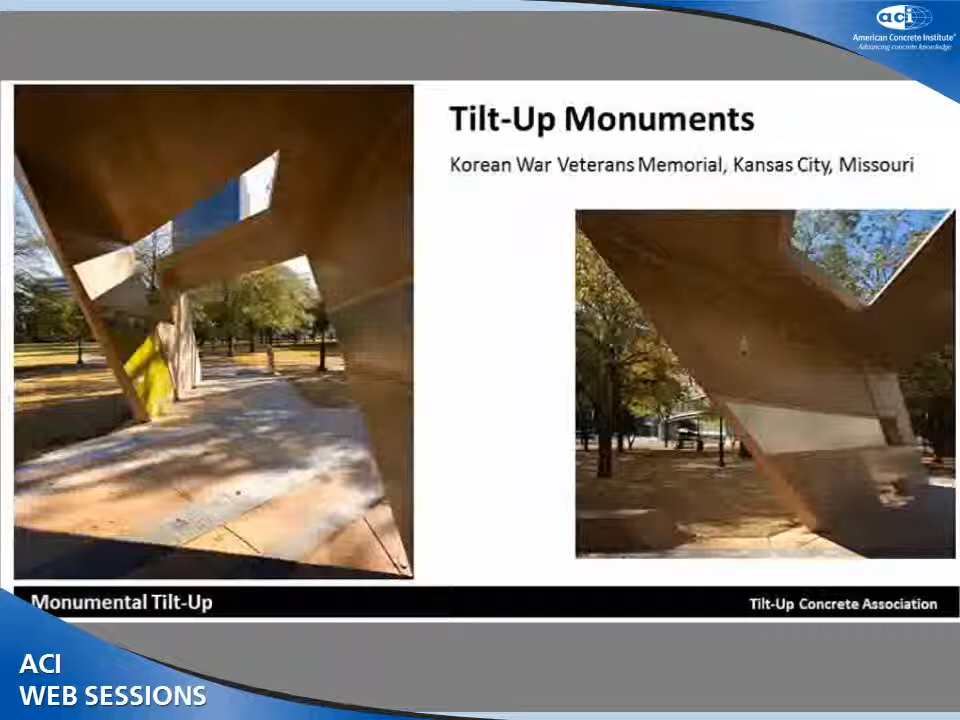 aci
American Concrete Institute®
Advancing concrete knowledge
Tilt-Up Monuments
Korean War Veterans Memorial, Kansas City, Missouri
Monumental Tilt-Up
Tilt-Up Concrete Association
ACI
WEB SESSIONS